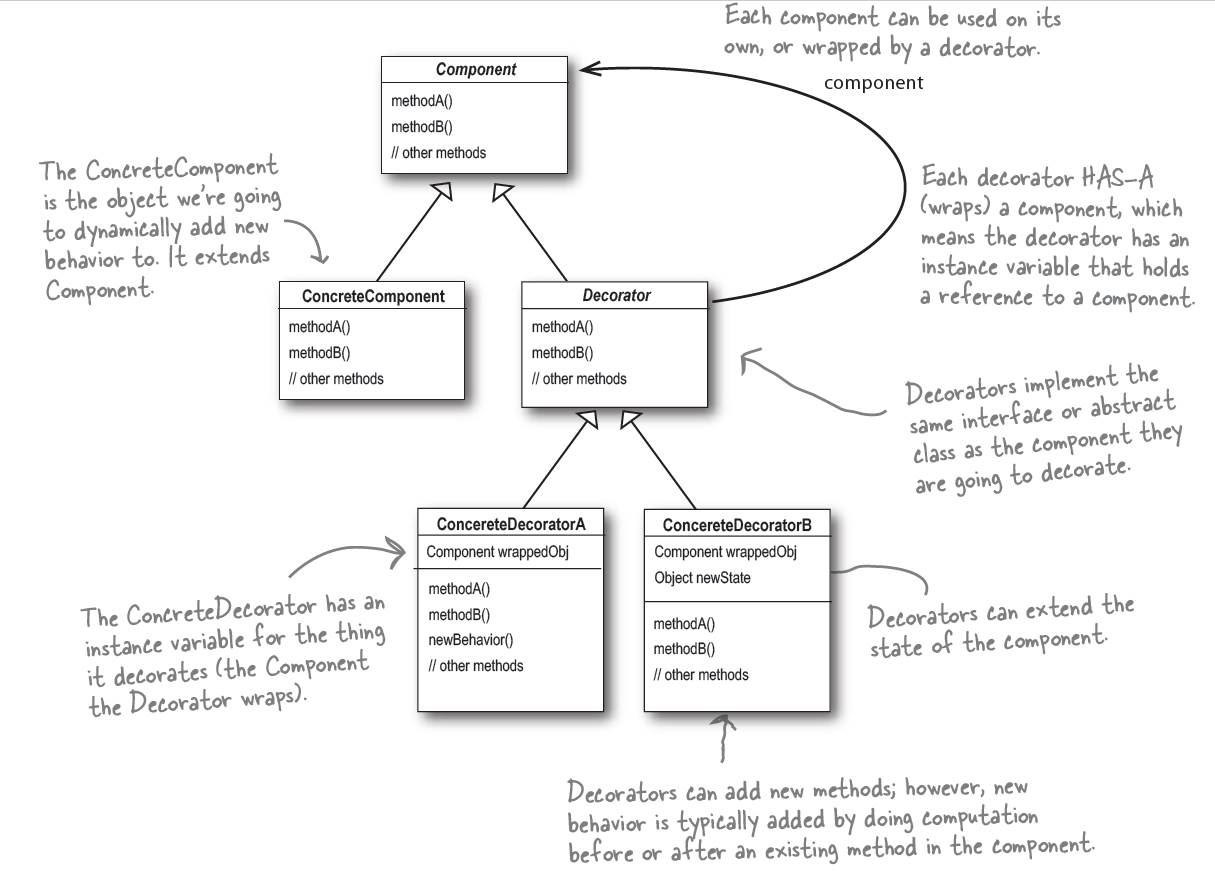 Each component can be used on its
own, or wrapped by a decorator.
component
Component
methodA()
methodB()
// other methods
The ConcreteComponent
is the object we're going
to dynamically add new
behavior to. It extends
Component.
Each decorator HAS-A
(wraps) a component, which
means the decorator has an
instance variable that holds
a reference to a component.
ConcreteComponent
methodA()
methodB()
// other methods
Decorator
methodA()
methodB()
// other methods
Decorators implement the
same interface or abstract
class as the component they
are going to decorate.
ConcereteDecoratorA
Component wrappedObj
methodA()
methodB()
newBehavior()
// other methods
ConcereteDecoratorB
Component wrappedObj
Object newState
methodA()
methodB()
// other methods
The ConcreteDecorator has an
instance variable for the thing
it decorates (the Component
the Decorator wraps).
Decorators can extend the
state of the component.
Decorators can add new methods; however, new
behavior is typically added by doing computation
before or after an existing method in the component.